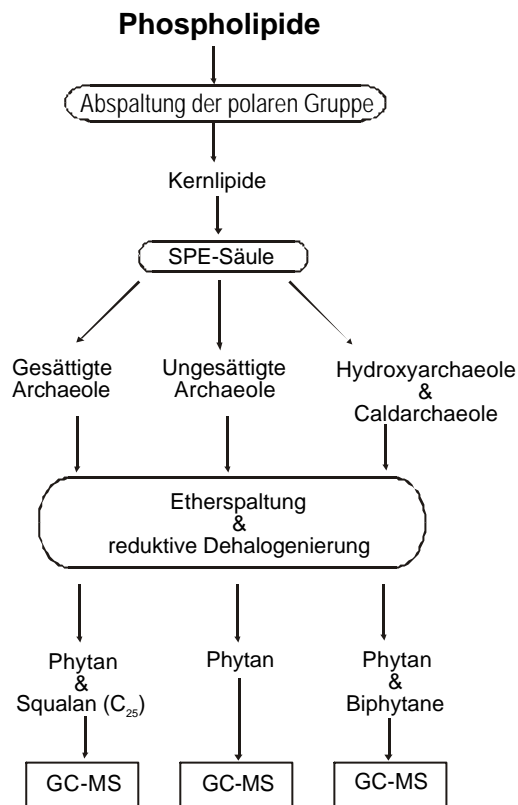 Phospholipide
Abspaltung der polaren Gruppe
Kernlipide
SPE-Säule
Gesättigte
Archaeole
Ungesättigte
Archaeole
Hydroxyarchaeole
&
Caldarchaeole
Etherspaltung
&
reduktive Dehalogenierung
Phytan
&
Squalan (C₂₅)
Phytan
Phytan
&
Biphytane
GC-MS
GC-MS
GC-MS